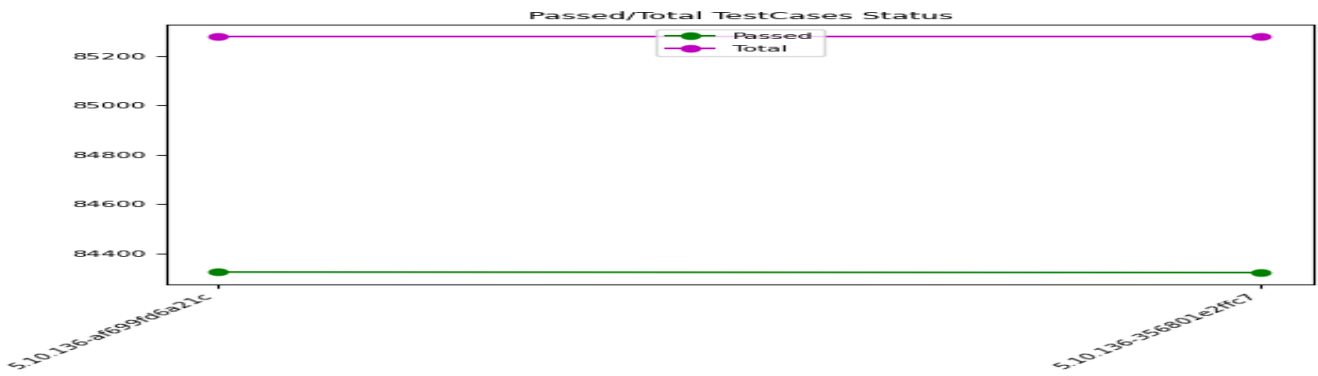 Passed/Total TestCases Status
Passed
Total
85200
85000
84800
84600
84400
5.10.136-af699fd6a21c
5.10.136-356801e2ffc7